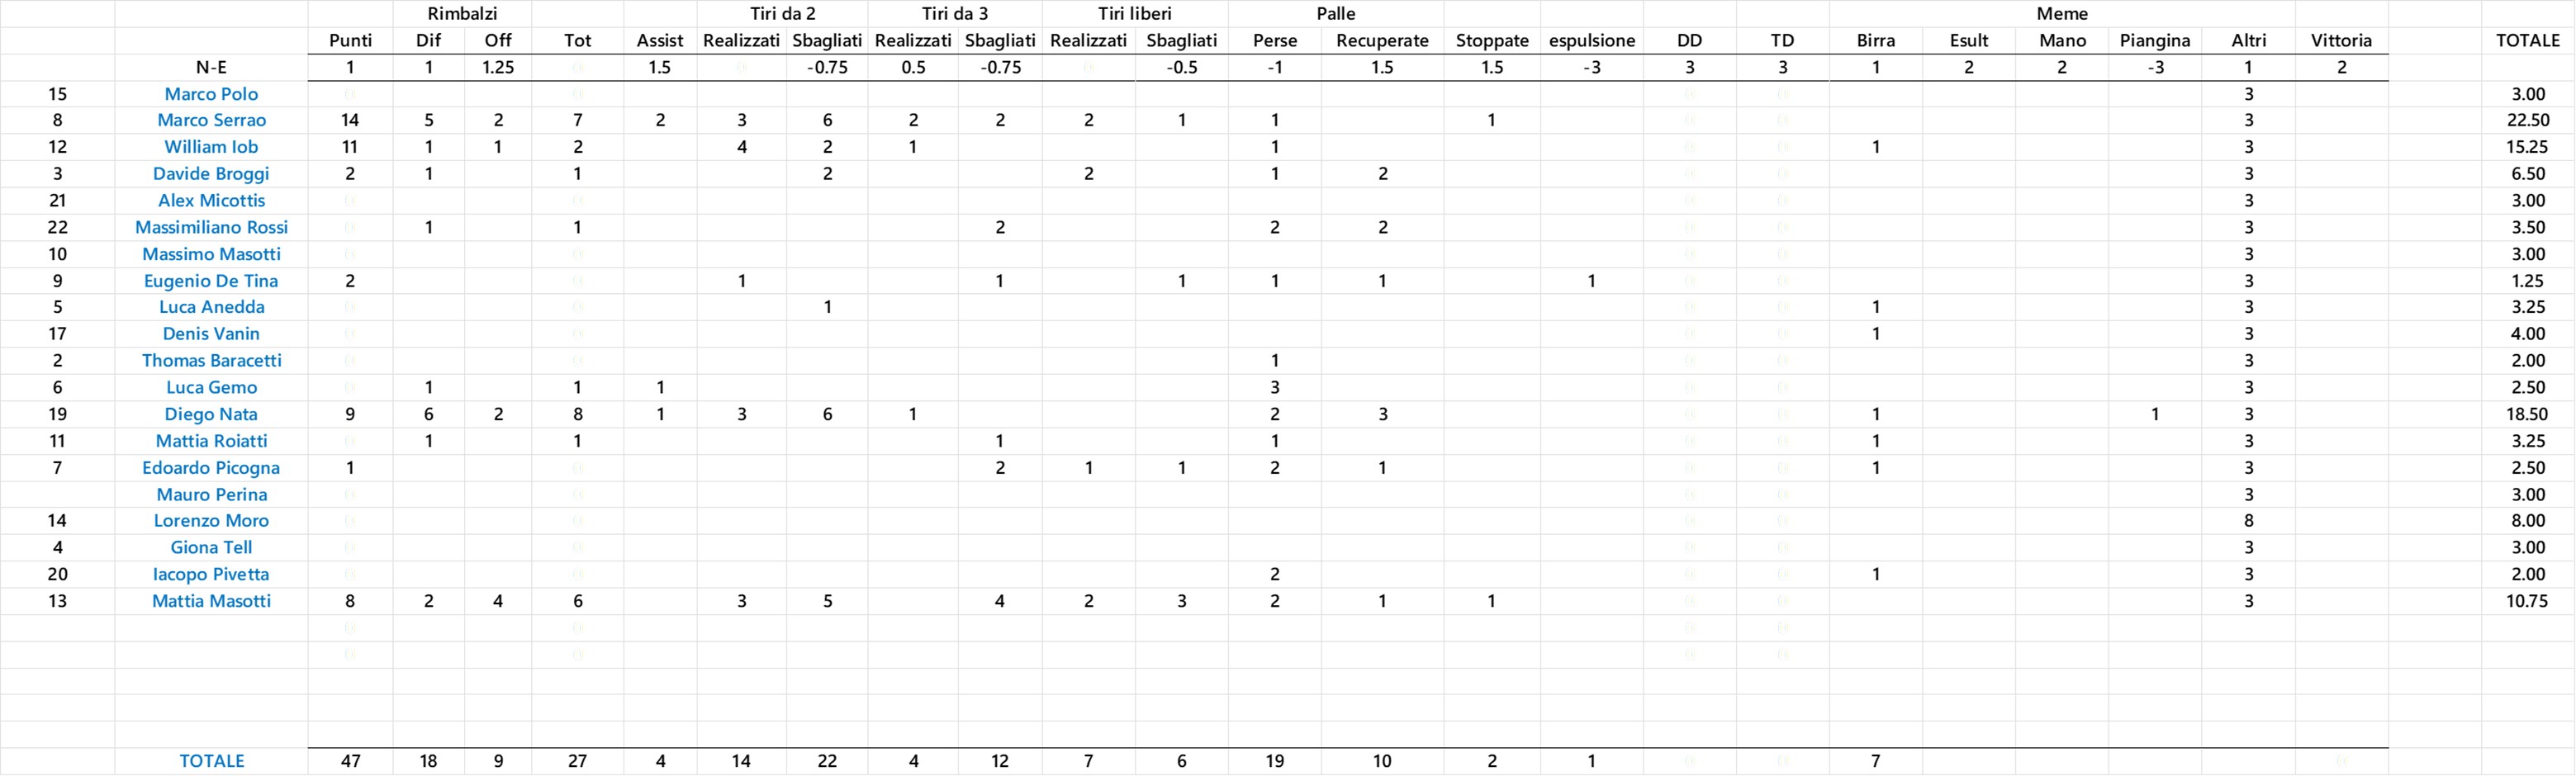 Rimbalzi Tiri da 2 Tiri da 3 Tiri liberi Palle Meme
Punti Dif Off Tot Assist Realizzati Sbagliati Realizzati Sbagliati Realizzati Sbagliati Perse Recuperate Stoppate espulsione DD TD Birra Esult Mano Piangina Altri Vittoria TOTALE
N-E 1 1 1.25 1.5 -0.75 0.5 -0.75 -0.5 -1 1.5 1.5 -3 3 3 1 2 2 -3 1 2
15 Marco Polo 3 3.00
8 Marco Serrao 14 5 2 7 2 3 6 2 2 2 1 1 1 3 22.50
12 William Iob 11 1 1 2 4 2 1 1 1 3 15.25
3 Davide Broggi 2 1 1 2 2 1 2 3 6.50
21 Alex Micottis 3 3.00
22 Massimiliano Rossi 1 1 2 2 2 3 3.50
10 Massimo Masotti 3 3.00
9 Eugenio De Tina 2 1 1 1 1 1 1 3 1.25
5 Luca Anedda 1 1 3 3.25
17 Denis Vanin 1 3 4.00
2 Thomas Baracetti 1 3 2.00
6 Luca Gemo 1 1 1 3 3 2.50
19 Diego Nata 9 6 2 8 1 3 6 1 2 3 1 1 3 18.50
11 Mattia Roiatti 1 1 1 1 1 3 3.25
7 Edoardo Picogna 1 2 1 1 2 1 1 3 2.50
Mauro Perina 3 3.00
14 Lorenzo Moro 8 8.00
4 Giona Tell 3 3.00
20 Iacopo Pivetta 2 1 3 2.00
13 Mattia Masotti 8 2 4 6 3 5 4 2 3 2 1 1 3 10.75
TOTALE 47 18 9 27 4 14 22 4 12 7 6 19 10 2 1 7